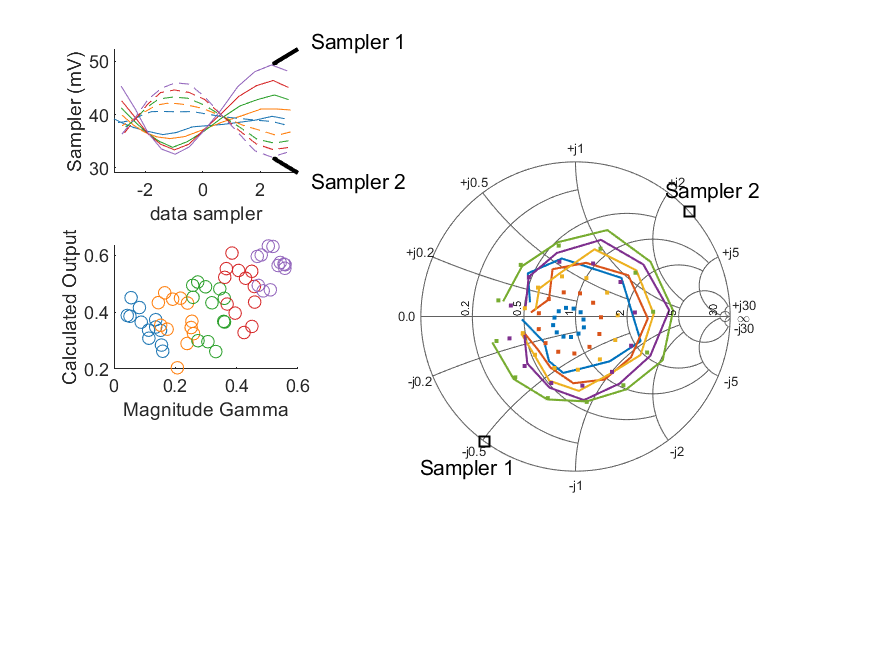 Sampler 1
50
40
30
Sampler (mV)
-2 0 2
data sampler
Sampler 2
0.6
0.4
0.2
Calculated Output
0 0.2 0.4 0.6
Magnitude Gamma
+j1
+j0.5
+j2
Sampler 2
+j0.2
+j5
0.0
0.2
0.5
1
2
5
30
+j30
∞
-j30
-j0.2
-j5
-j0.5
-j2
Sampler 1
-j1